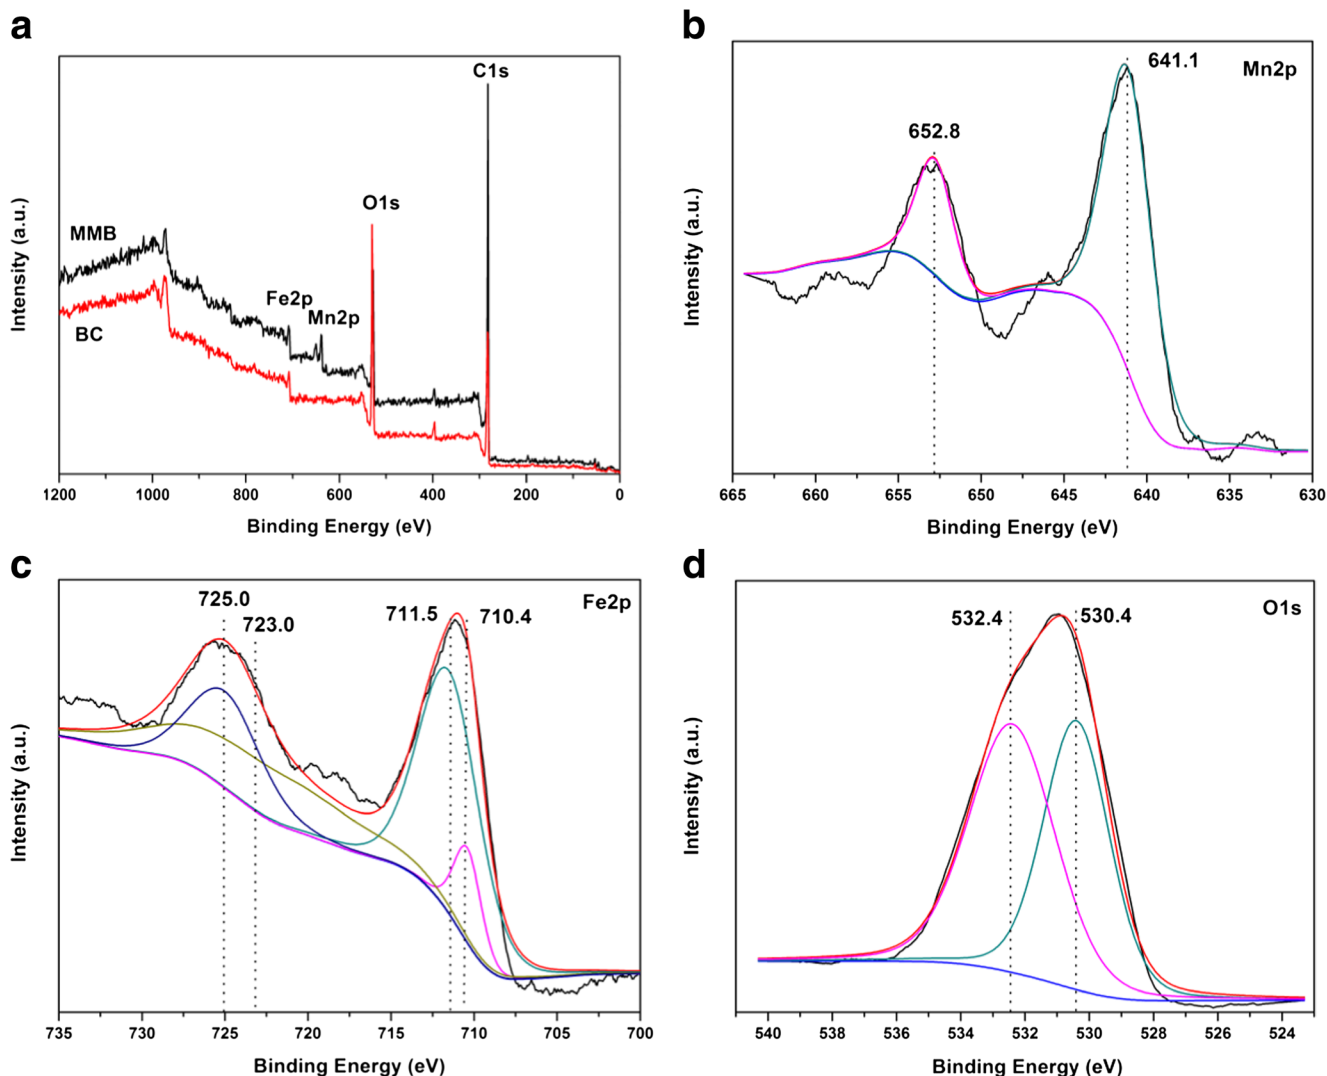 a
C1s
O1s
MMB
Fe2p
Mn2p
BC
Intensity (a.u.)
1200 1000 800 600 400 200 0
Binding Energy (eV)
b
641.1
Mn2p
652.8
Intensity (a.u.)
665 660 655 650 645 640 635 630
Binding Energy (eV)
c
725.0
723.0
711.5
710.4
Fe2p
Intensity (a.u.)
735 730 725 720 715 710 705 700
Binding Energy (eV)
d
532.4
530.4
O1s
Intensity (a.u.)
540 538 536 534 532 530 528 526 524
Binding Energy (eV)